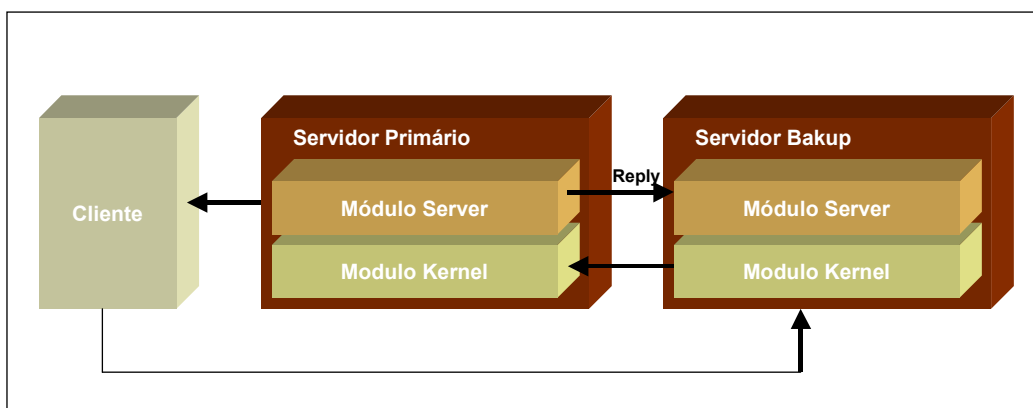 Servidor Primário
Servidor Bakup
Reply
Cliente
Módulo Server
Módulo Server
Modulo Kernel
Modulo Kernel